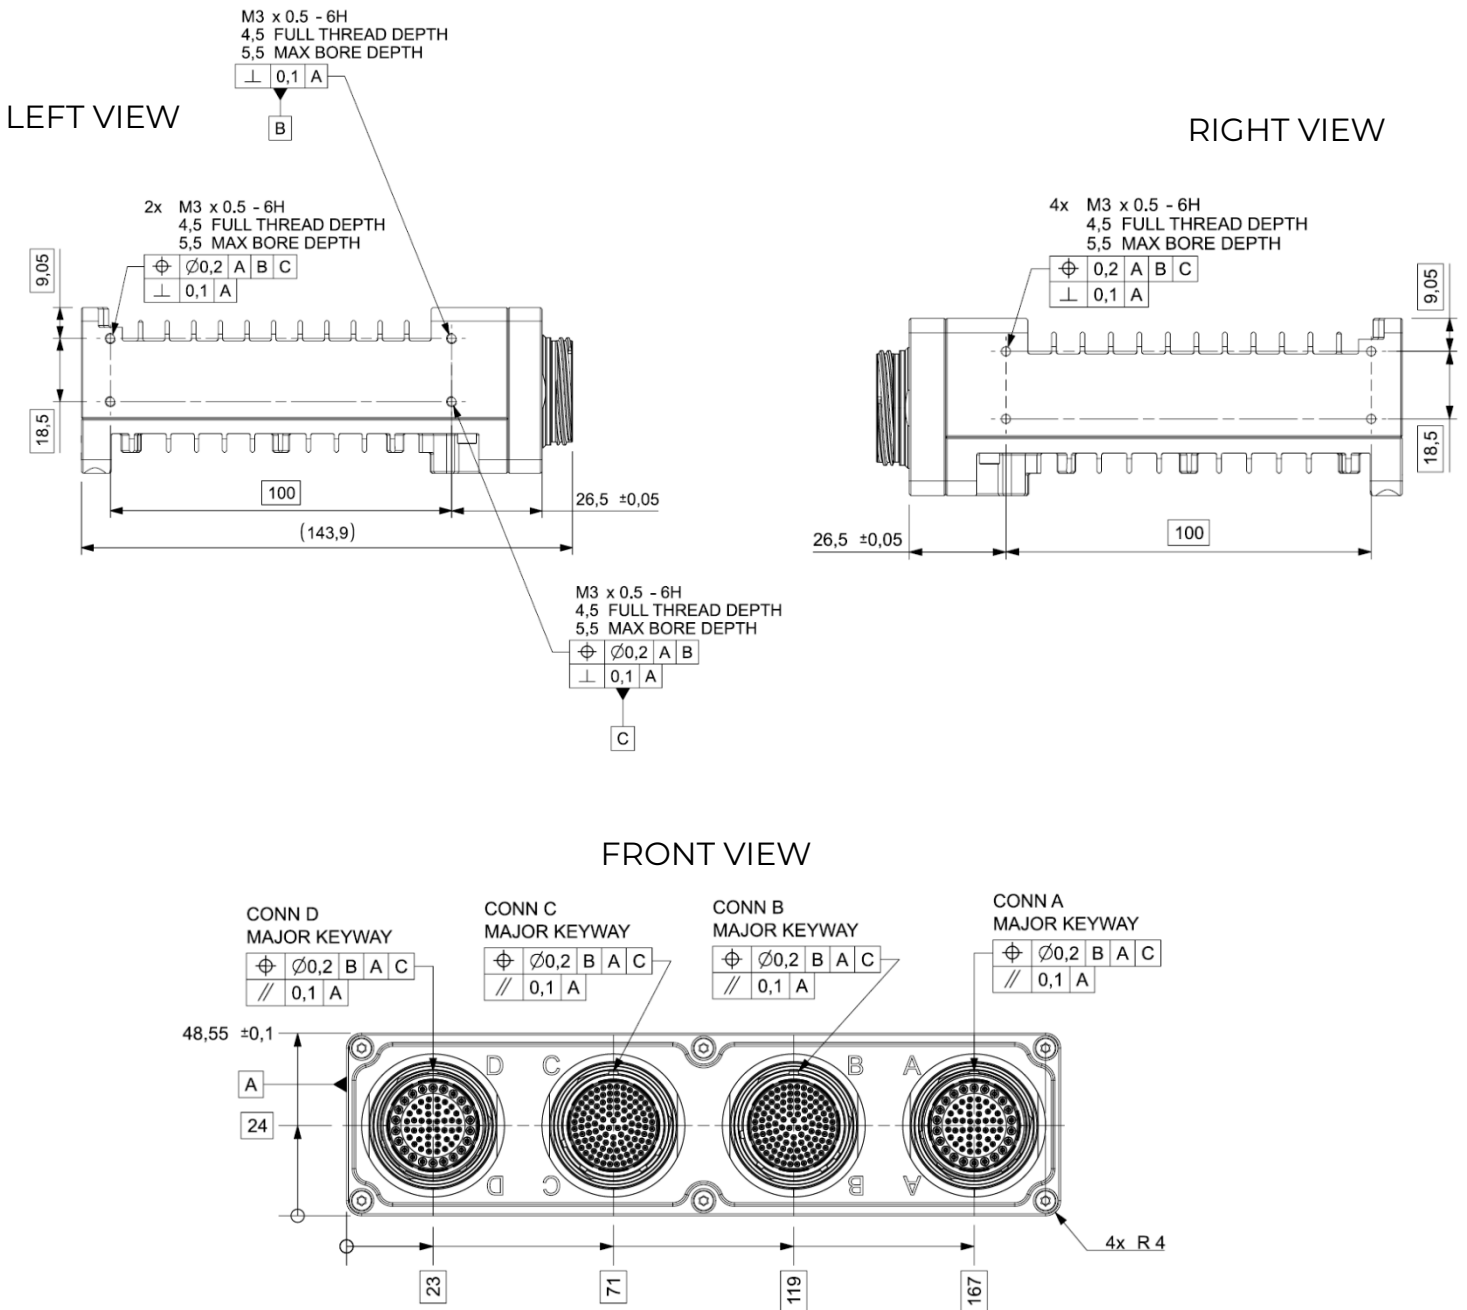 M3 x 0.5 - 6H
4,5 FULL THREAD DEPTH
5,5 MAX BORE DEPTH
⊥ 0,1 A
B
LEFT VIEW
RIGHT VIEW
2x M3 x 0.5 - 6H
4,5 FULL THREAD DEPTH
5,5 MAX BORE DEPTH
⌖ Ø0,2 A B C
⊥ 0,1 A
9,05
18,5
100
26,5 ±0,05
(143,9)
4x M3 x 0.5 - 6H
4,5 FULL THREAD DEPTH
5,5 MAX BORE DEPTH
⌖ 0,2 A B C
⊥ 0,1 A
9,05
18,5
26,5 ±0,05
100
M3 x 0.5 - 6H
4,5 FULL THREAD DEPTH
5,5 MAX BORE DEPTH
⌖ Ø0,2 A B
⊥ 0,1 A
C
FRONT VIEW
CONN D
MAJOR KEYWAY
⌖ Ø0,2 B A C
// 0,1 A
CONN C
MAJOR KEYWAY
⌖ Ø0,2 B A C
// 0,1 A
CONN B
MAJOR KEYWAY
⌖ Ø0,2 B A C
// 0,1 A
CONN A
MAJOR KEYWAY
⌖ Ø0,2 B A C
// 0,1 A
48,55 ±0,1
A
24
D C B A
D C B A
4x R 4
23
71
119
167